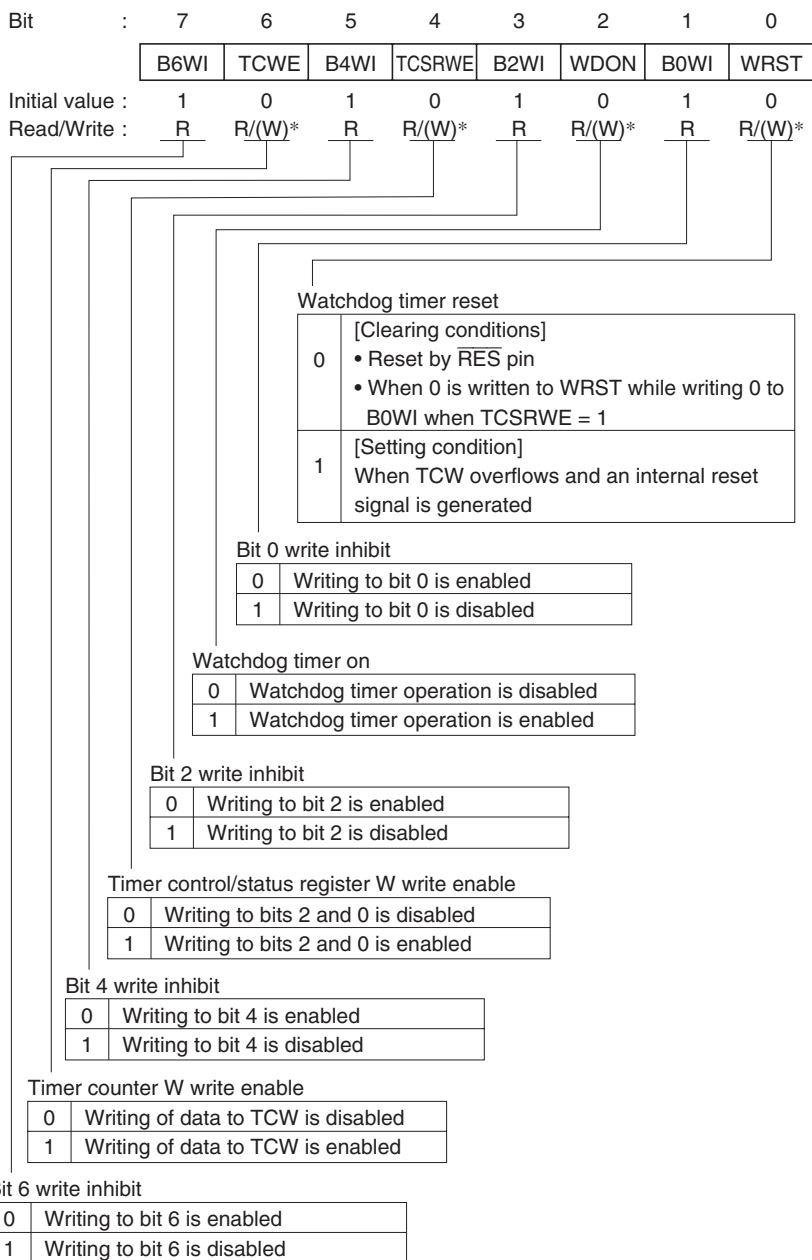 Bit : 7 6 5 4 3 2 1 0
B6WI TCWE B4WI TCSRWE B2WI WDON B0WI WRST
Initial value : 1 0 1 0 1 0 1 0
Read/Write : R R/(W)* R R/(W)* R R/(W)* R R/(W)*
Watchdog timer reset
0 [Clearing conditions]
• Reset by RES pin
• When 0 is written to WRST while writing 0 to
B0WI when TCSRWE = 1
1 [Setting condition]
When TCW overflows and an internal reset
signal is generated
Bit 0 write inhibit
0 Writing to bit 0 is enabled
1 Writing to bit 0 is disabled
Watchdog timer on
0 Watchdog timer operation is disabled
1 Watchdog timer operation is enabled
Bit 2 write inhibit
0 Writing to bit 2 is enabled
1 Writing to bit 2 is disabled
Timer control/status register W write enable
0 Writing to bits 2 and 0 is disabled
1 Writing to bits 2 and 0 is enabled
Bit 4 write inhibit
0 Writing to bit 4 is enabled
1 Writing to bit 4 is disabled
Timer counter W write enable
0 Writing of data to TCW is disabled
1 Writing of data to TCW is enabled
it 6 write inhibit
0 Writing to bit 6 is enabled
1 Writing to bit 6 is disabled